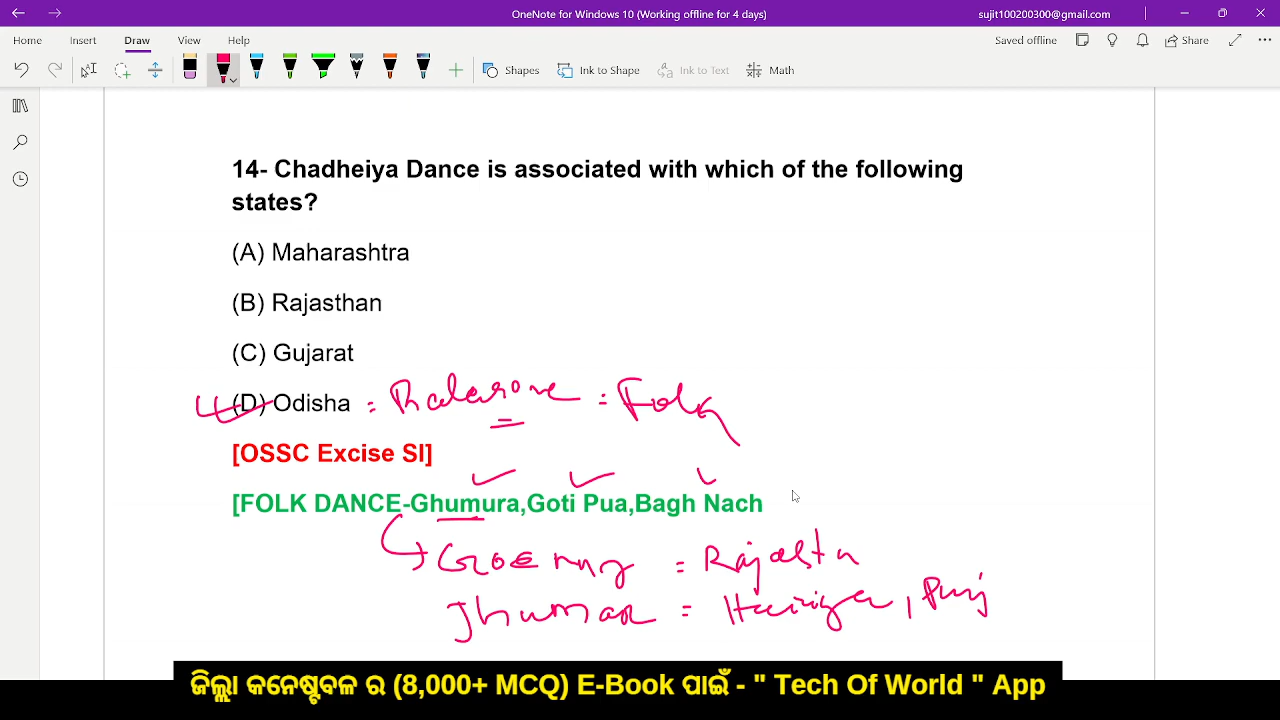 OneNote for Windows 10 (Working offline for 4 days)
sujit100200300@gmail.com
Home Insert Draw View Help
Saved offline Share
Shapes Ink to Shape Ink to Text Math
14- Chadheiya Dance is associated with which of the following
states?
(A) Maharashtra
(B) Rajasthan
(C) Gujarat
(D) Odisha = = Folk
[OSSC Excise SI]
[FOLK DANCE-Ghumura,Goti Pua,Bagh Nach
=
Jhumar = ,
ଜିଲ୍ଲା କନେଷ୍ଟବଳ ର (8,000+ MCQ) E-Book ପାଇଁ - " Tech Of World " App